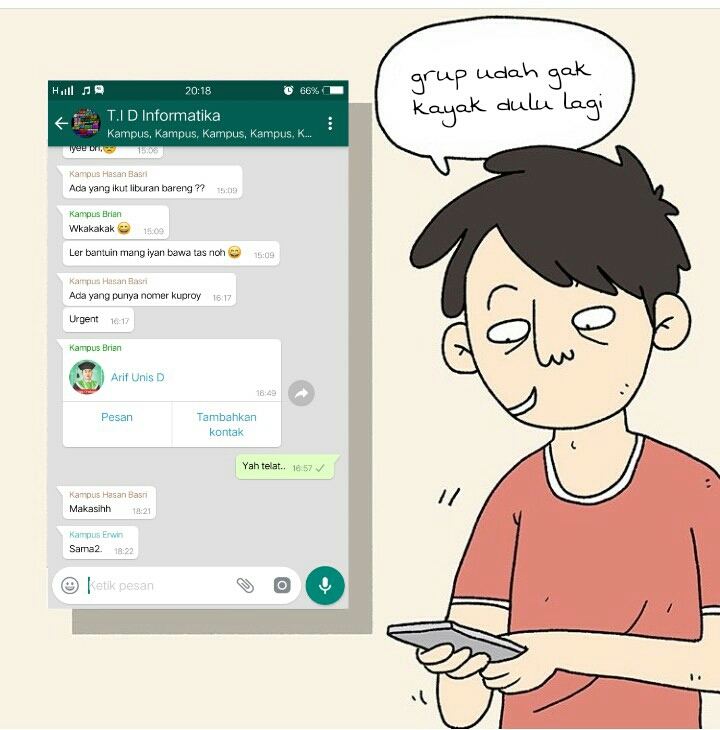 grup udah gak
kayak dulu lagi
20:18
66%
T.I D Informatika
Kampus, Kampus, Kampus, Kampus, K...
Iyee bri,😥 15:06
Kampus Hasan Basri
Ada yang ikut liburan bareng ?? 15:09
Kampus Brian
Wkakakak 😄 15:09
Ler bantuin mang iyan bawa tas noh 😄 15:09
Kampus Hasan Basri
Ada yang punya nomer kuproy 16:17
Urgent 16:17
Kampus Brian
Arif Unis D
16:49
Pesan
Tambahkan
kontak
Yah telat.. 16:57
Kampus Hasan Basri
Makasihh 18:21
Kampus Erwin
Sama2. 18:22
Ketik pesan